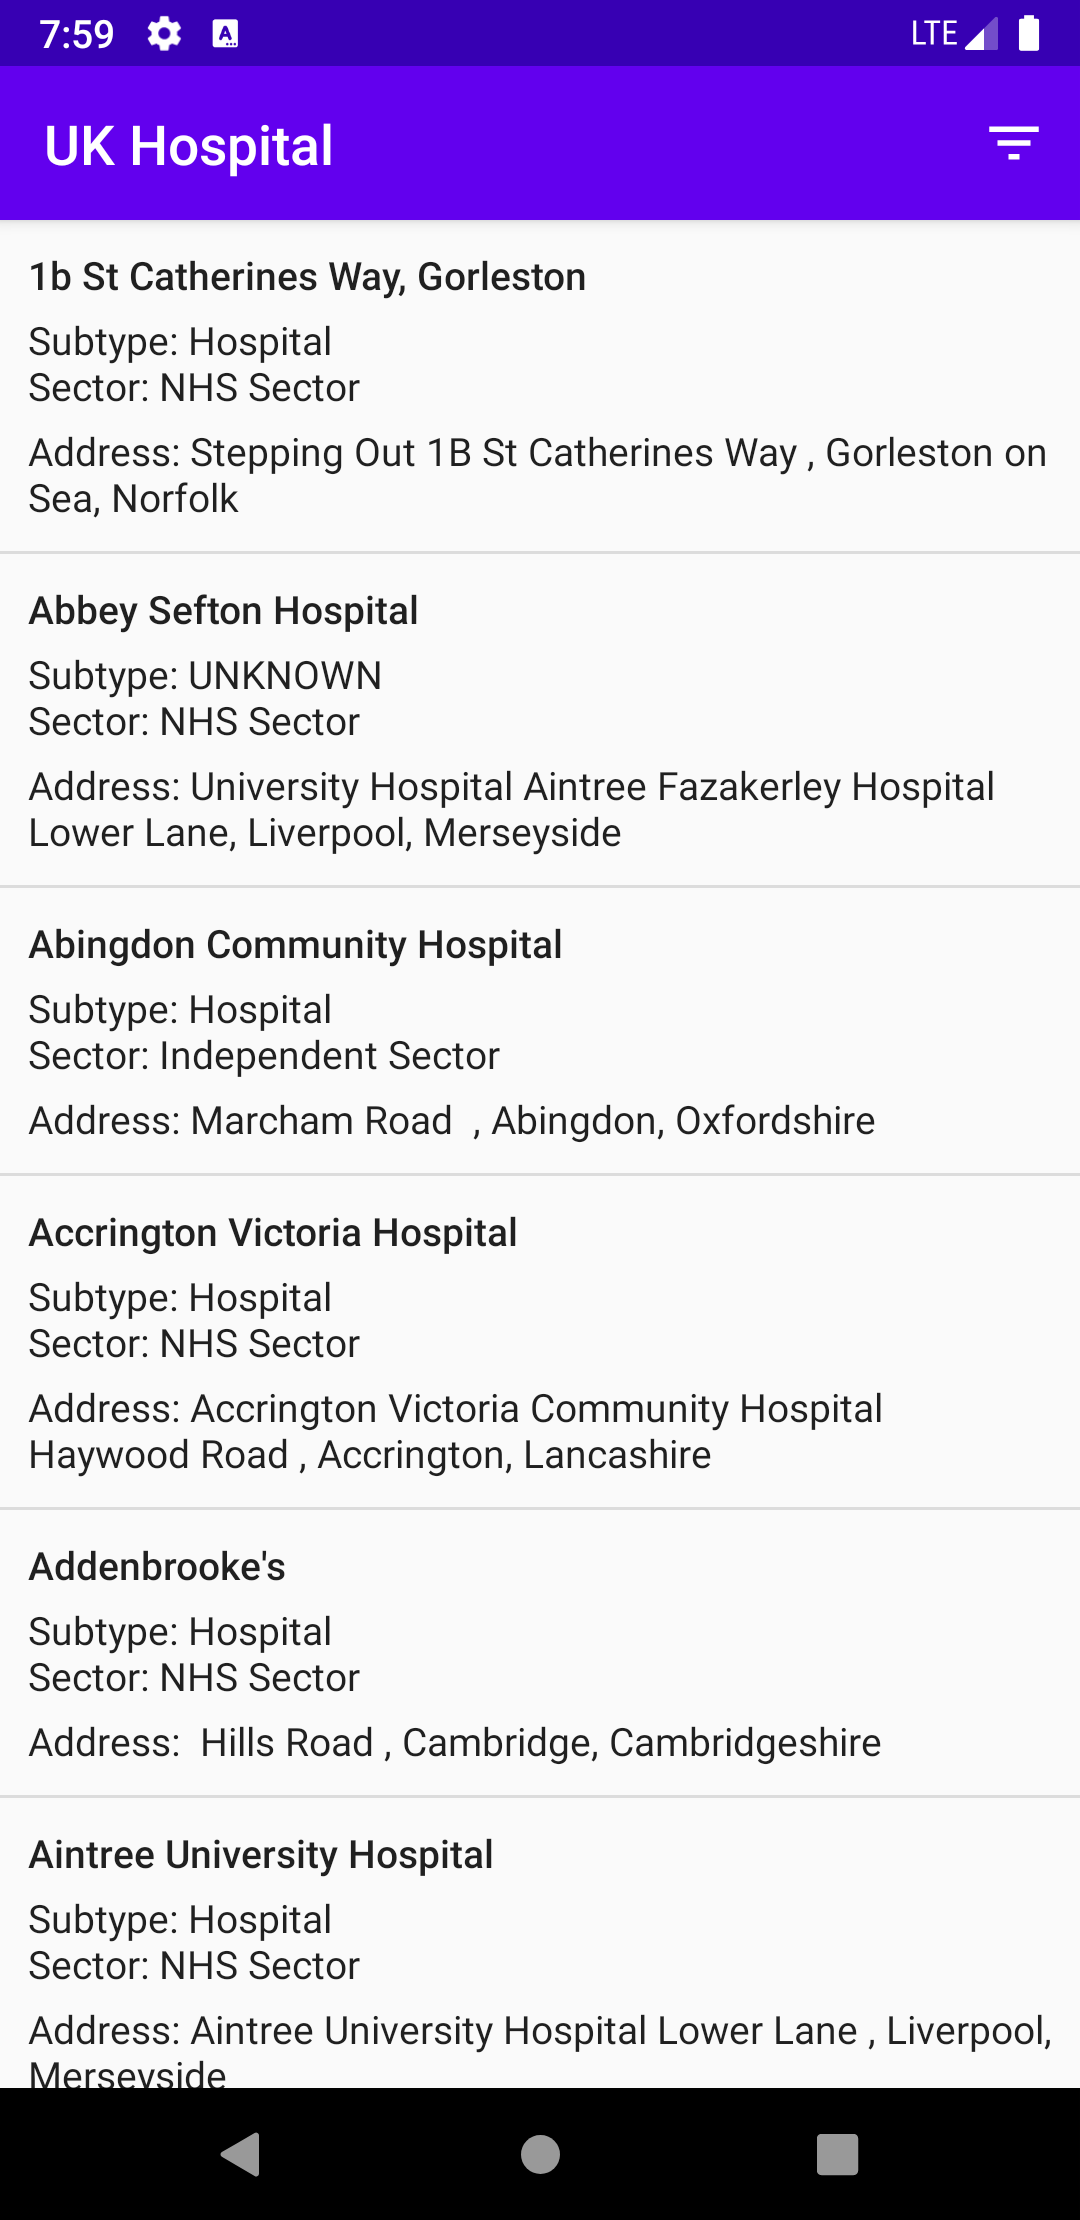 7:59
LTE
UK Hospital
1b St Catherines Way, Gorleston
Subtype: Hospital
Sector: NHS Sector
Address: Stepping Out 1B St Catherines Way , Gorleston on
Sea, Norfolk
Abbey Sefton Hospital
Subtype: UNKNOWN
Sector: NHS Sector
Address: University Hospital Aintree Fazakerley Hospital
Lower Lane, Liverpool, Merseyside
Abingdon Community Hospital
Subtype: Hospital
Sector: Independent Sector
Address: Marcham Road  , Abingdon, Oxfordshire
Accrington Victoria Hospital
Subtype: Hospital
Sector: NHS Sector
Address: Accrington Victoria Community Hospital
Haywood Road , Accrington, Lancashire
Addenbrooke's
Subtype: Hospital
Sector: NHS Sector
Address:  Hills Road , Cambridge, Cambridgeshire
Aintree University Hospital
Subtype: Hospital
Sector: NHS Sector
Address: Aintree University Hospital Lower Lane , Liverpool,
Merseyside